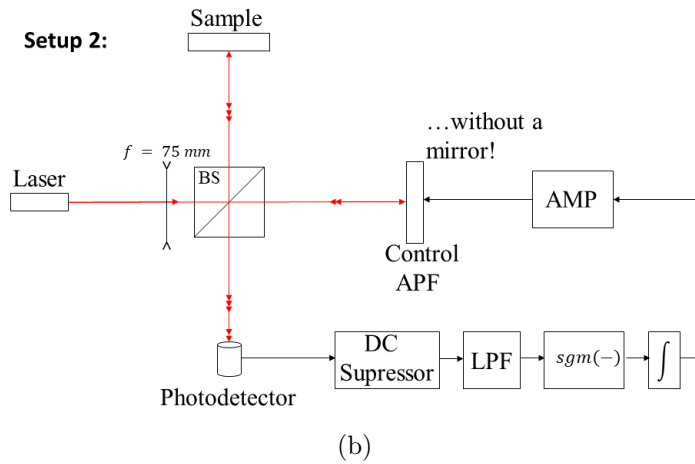 Setup 2:
Sample
f = 75 mm
…without a
mirror!
Laser
BS
AMP
Control
APF
DC
Supressor
LPF
sgm(−)
∫
Photodetector
(b)